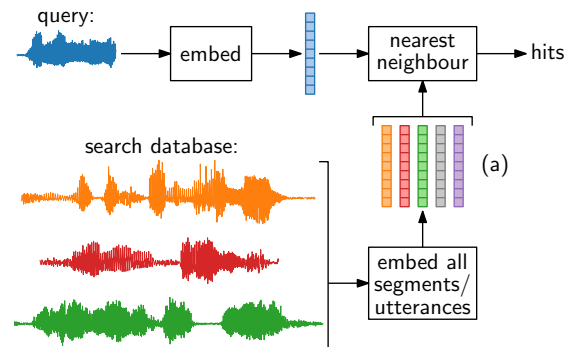 query:
embed
nearest
neighbour
hits
search database:
(a)
embed all
segments/
utterances